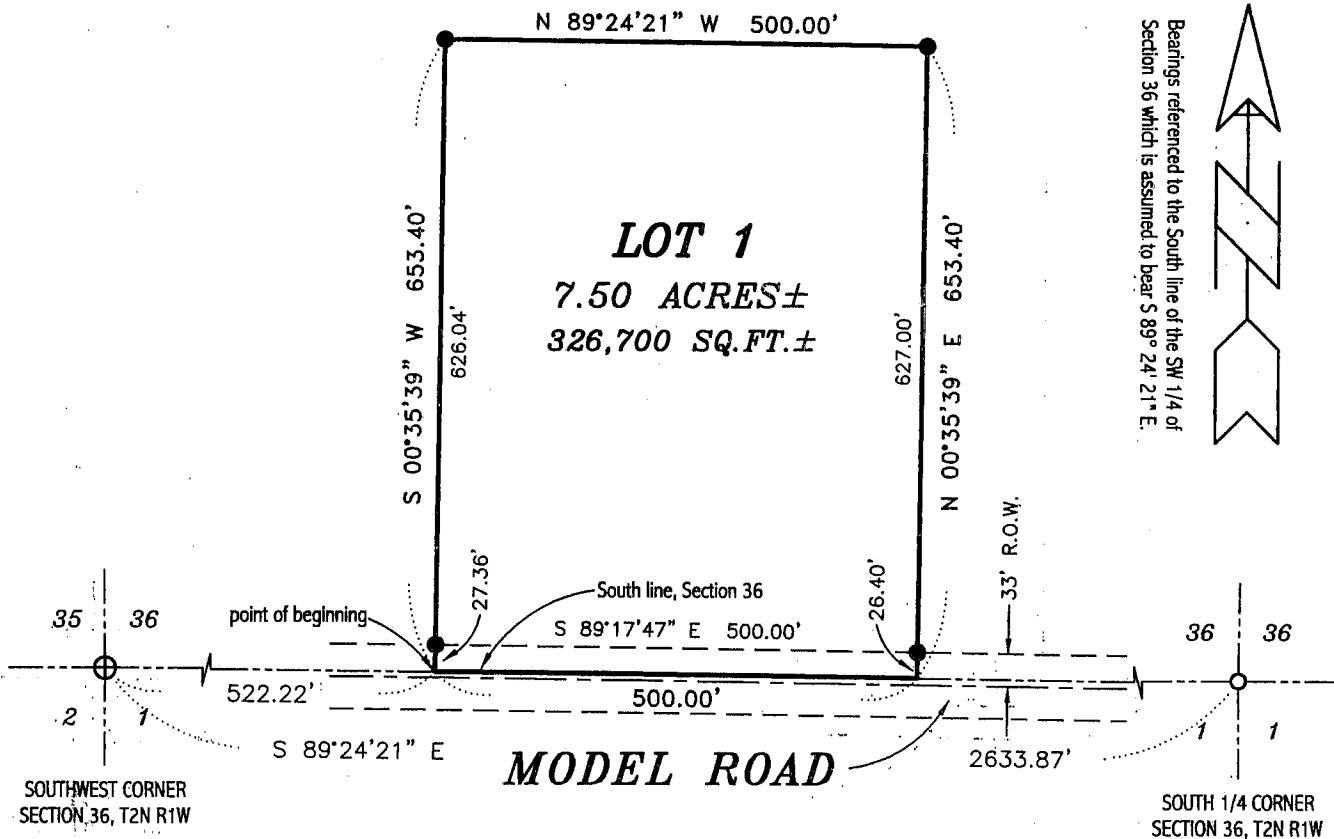 N 89°24'21" W 500.00'
Bearings referenced to the South line of the SW 1/4 of
Section 36 which is assumed to bear S 89° 24' 21" E.
S 00°35'39" W 653.40'
626.04'
LOT 1
7.50 ACRES±
326,700 SQ.FT.±
627.00'
N 00°35'39" E 653.40'
33' R.O.W.
27.36'
26.40'
South line, Section 36
point of beginning
S 89°17'47" E 500.00'
35 36
2 1
522.22'
500.00'
S 89°24'21" E
MODEL ROAD
2633.87'
36 36
1 1
SOUTHWEST CORNER
SECTION 36, T2N R1W
SOUTH 1/4 CORNER
SECTION 36, T2N R1W